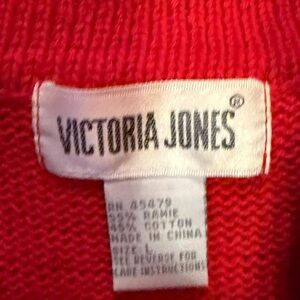 VICTORIA JONES®
RN 45479
55% RAMIE
45% COTTON
MADE IN CHINA
SIZE: L
SEE REVERSE FOR
CARE INSTRUCTIONS